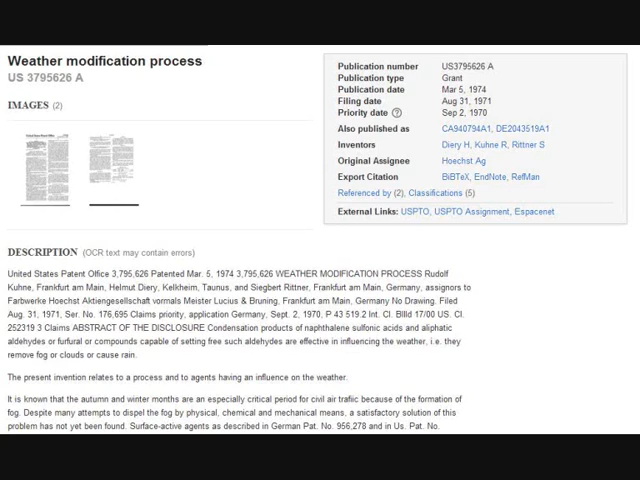 Weather modification process
US 3795626 A
IMAGES (2)
Publication number US3795626 A
Publication type Grant
Publication date Mar 5, 1974
Filing date Aug 31, 1971
Priority date ? Sep 2, 1970
Also published as CA940794A1, DE2043519A1
Inventors Diery H, Kuhne R, Rittner S
Original Assignee Hoechst Ag
Export Citation BiBTeX, EndNote, RefMan
Referenced by (2), Classifications (5)
External Links: USPTO, USPTO Assignment, Espacenet
DESCRIPTION (OCR text may contain errors)
United States Patent Office 3,795,626 Patented Mar. 5, 1974 3,795,626 WEATHER MODIFICATION PROCESS Rudolf
Kuhne, Frankfurt am Main, Helmut Diery, Kelkheim, Taunus, and Siegbert Rittner, Frankfurt am Main, Germany, assignors to
Farbwerke Hoechst Aktiengesellschaft vormals Meister Lucius & Bruning, Frankfurt am Main, Germany No Drawing. Filed
Aug. 31, 1971, Ser. No. 176,695 Claims priority, application Germany, Sept. 2, 1970, P 43 519.2 Int. Cl. Bllld 17/00 US. Cl.
252319 3 Claims ABSTRACT OF THE DISCLOSURE Condensation products of naphthalene sulfonic acids and aliphatic
aldehydes or furfural or compounds capable of setting free such aldehydes are effective in influencing the weather, i.e. they
remove fog or clouds or cause rain.
The present invention relates to a process and to agents having an influence on the weather.
It is known that the autumn and winter months are an especially critical period for civil air traffic because of the formation of
fog. Despite many attempts to dispel the fog by physical, chemical and mechanical means, a satisfactory solution of this
problem has not yet been found. Surface-active agents as described in German Pat. No. 956,278 and in Us. Pat. No.